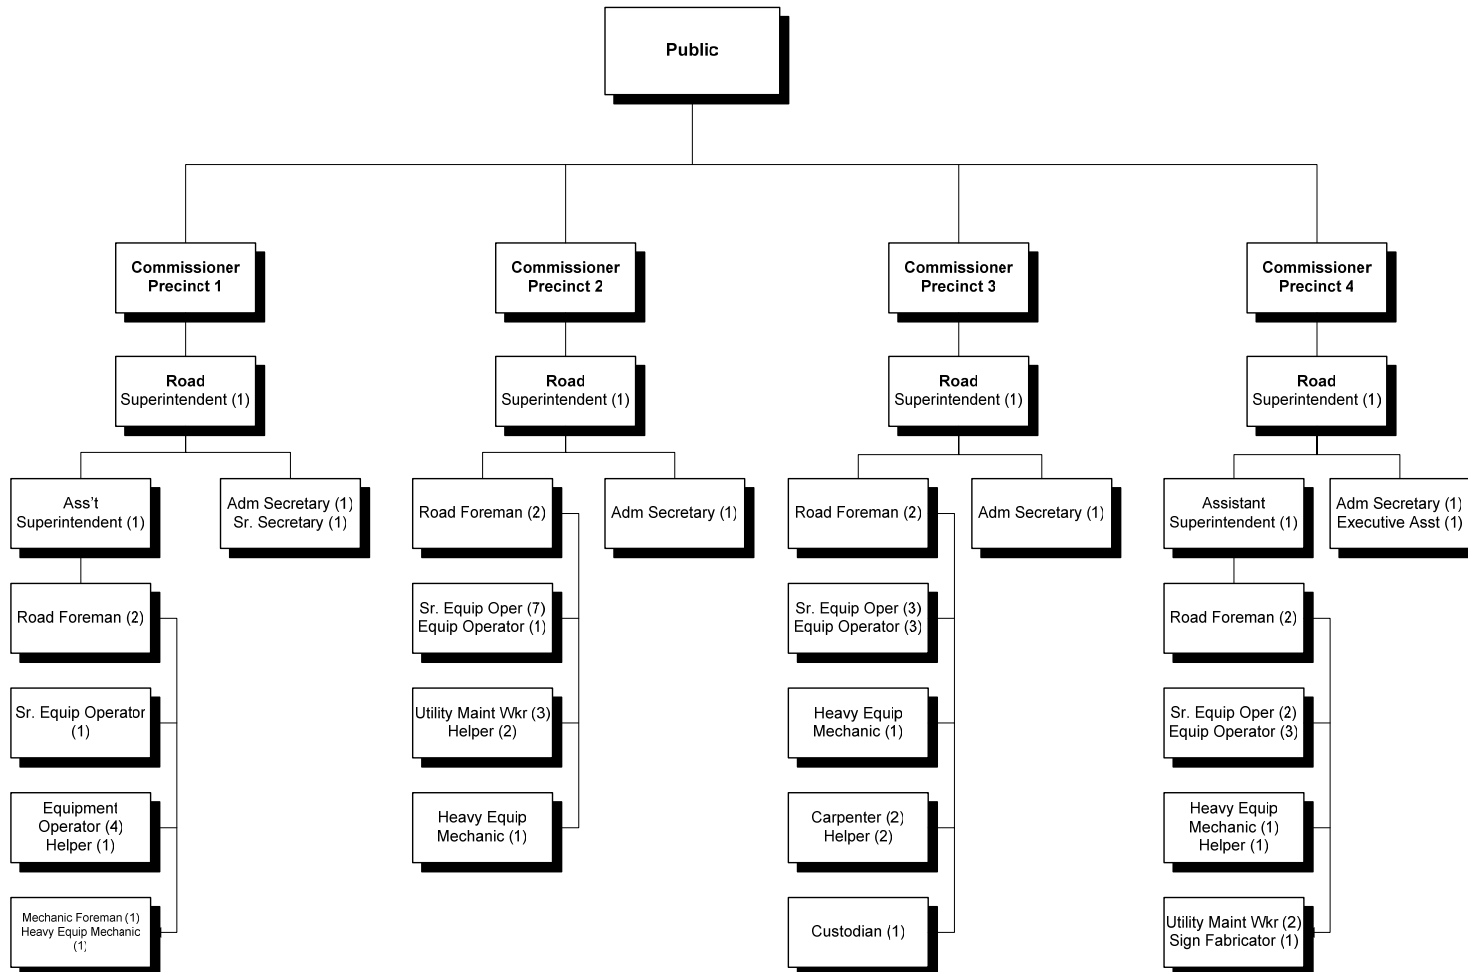 Public
Commissioner
Precinct 1
Commissioner
Precinct 2
Commissioner
Precinct 3
Commissioner
Precinct 4
Road
Superintendent (1)
Road
Superintendent (1)
Road
Superintendent (1)
Road
Superintendent (1)
Ass't
Superintendent (1)
Adm Secretary (1)
Sr. Secretary (1)
Road Foreman (2)
Adm Secretary (1)
Road Foreman (2)
Adm Secretary (1)
Assistant
Superintendent (1)
Adm Secretary (1)
Executive Asst (1)
Road Foreman (2)
Sr. Equip Oper (7)
Equip Operator (1)
Sr. Equip Oper (3)
Equip Operator (3)
Road Foreman (2)
Sr. Equip Operator
(1)
Utility Maint Wkr (3)
Helper (2)
Heavy Equip
Mechanic (1)
Sr. Equip Oper (2)
Equip Operator (3)
Equipment
Operator (4)
Helper (1)
Heavy Equip
Mechanic (1)
Carpenter (2)
Helper (2)
Heavy Equip
Mechanic (1)
Helper (1)
Mechanic Foreman (1)
Heavy Equip Mechanic
(1)
Custodian (1)
Utility Maint Wkr (2)
Sign Fabricator (1)